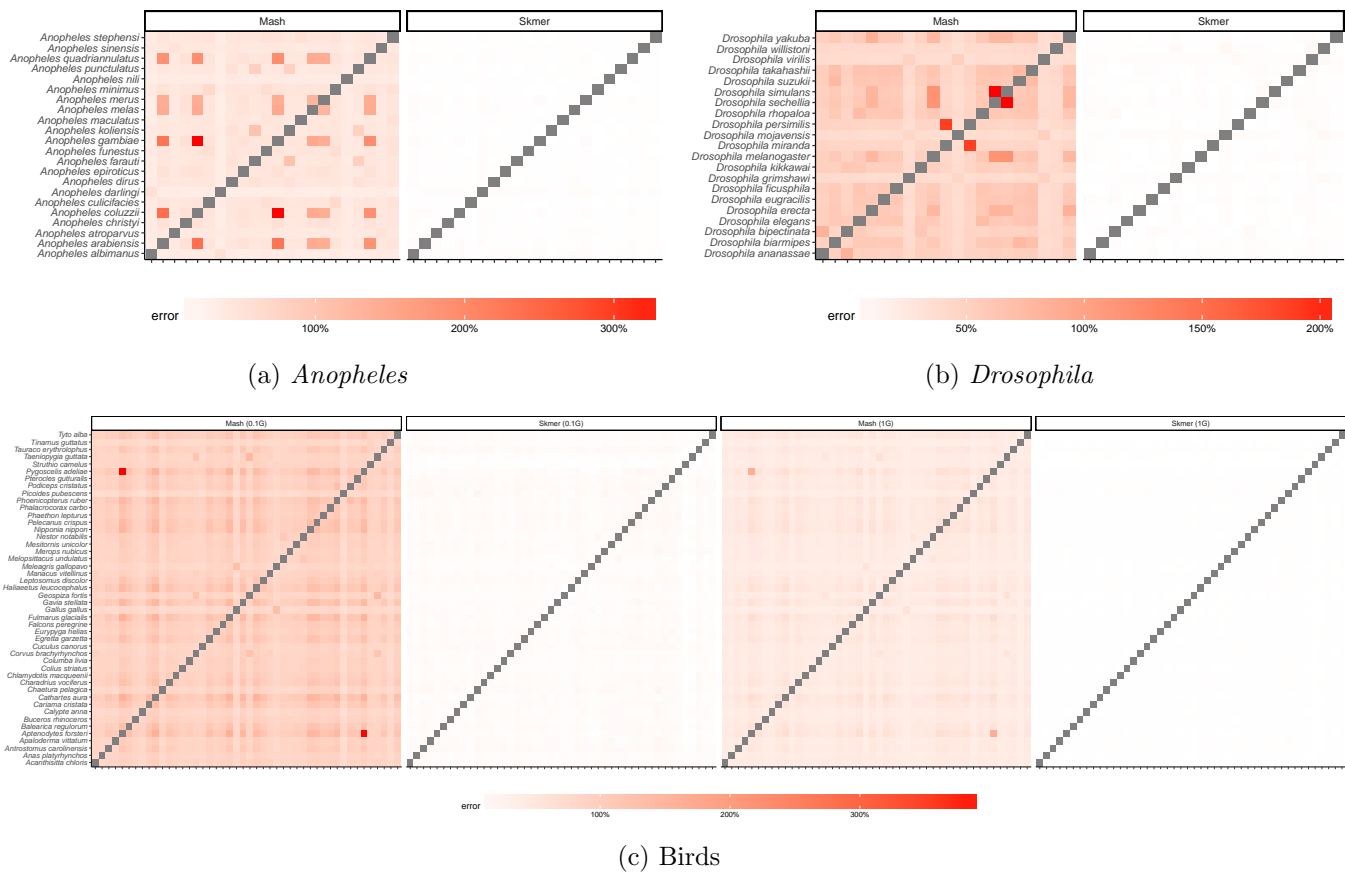 Mash
Skmer
Anopheles stephensi
Anopheles sinensis
Anopheles quadriannulatus
Anopheles punctulatus
Anopheles nili
Anopheles minimus
Anopheles merus
Anopheles melas
Anopheles maculatus
Anopheles koliensis
Anopheles gambiae
Anopheles funestus
Anopheles farauti
Anopheles epiroticus
Anopheles dirus
Anopheles darlingi
Anopheles culicifacies
Anopheles coluzzii
Anopheles christyi
Anopheles atroparvus
Anopheles arabiensis
Anopheles albimanus
error
100%
200%
300%
(a) Anopheles
Mash
Skmer
Drosophila yakuba
Drosophila willistoni
Drosophila virilis
Drosophila takahashii
Drosophila suzukii
Drosophila simulans
Drosophila sechellia
Drosophila rhopaloa
Drosophila persimilis
Drosophila mojavensis
Drosophila miranda
Drosophila melanogaster
Drosophila kikkawai
Drosophila grimshawi
Drosophila ficusphila
Drosophila eugracilis
Drosophila erecta
Drosophila elegans
Drosophila bipectinata
Drosophila biarmipes
Drosophila ananassae
error
50%
100%
150%
200%
(b) Drosophila
Mash (0.1G)
Skmer (0.1G)
Mash (1G)
Skmer (1G)
Tyto alba
Tinamus guttatus
Tauraco erythrolophus
Taeniopygia guttata
Struthio camelus
Pygoscelis adeliae
Pterocles gutturalis
Podiceps cristatus
Picoides pubescens
Phoenicopterus ruber
Phalacrocorax carbo
Phaethon lepturus
Pelecanus crispus
Nipponia nippon
Nestor notabilis
Mesitornis unicolor
Merops nubicus
Melopsittacus undulatus
Meleagris gallopavo
Manacus vitellinus
Leptosomus discolor
Haliaeetus leucocephalus
Geospiza fortis
Gavia stellata
Gallus gallus
Fulmarus glacialis
Falcons peregrine
Eurypyga helias
Egretta garzetta
Cuculus canorus
Corvus brachyrhynchos
Columba livia
Colius striatus
Chlamydotis macqueenii
Charadrius vociferus
Chaetura pelagica
Cathartes aura
Cariama cristata
Calypte anna
Buceros rhinoceros
Balearica regulorum
Aptenodytes forsteri
Apaloderma vittatum
Antrostomus carolinensis
Anas platyrhynchos
Acanthisitta chloris
error
100%
200%
300%
(c) Birds